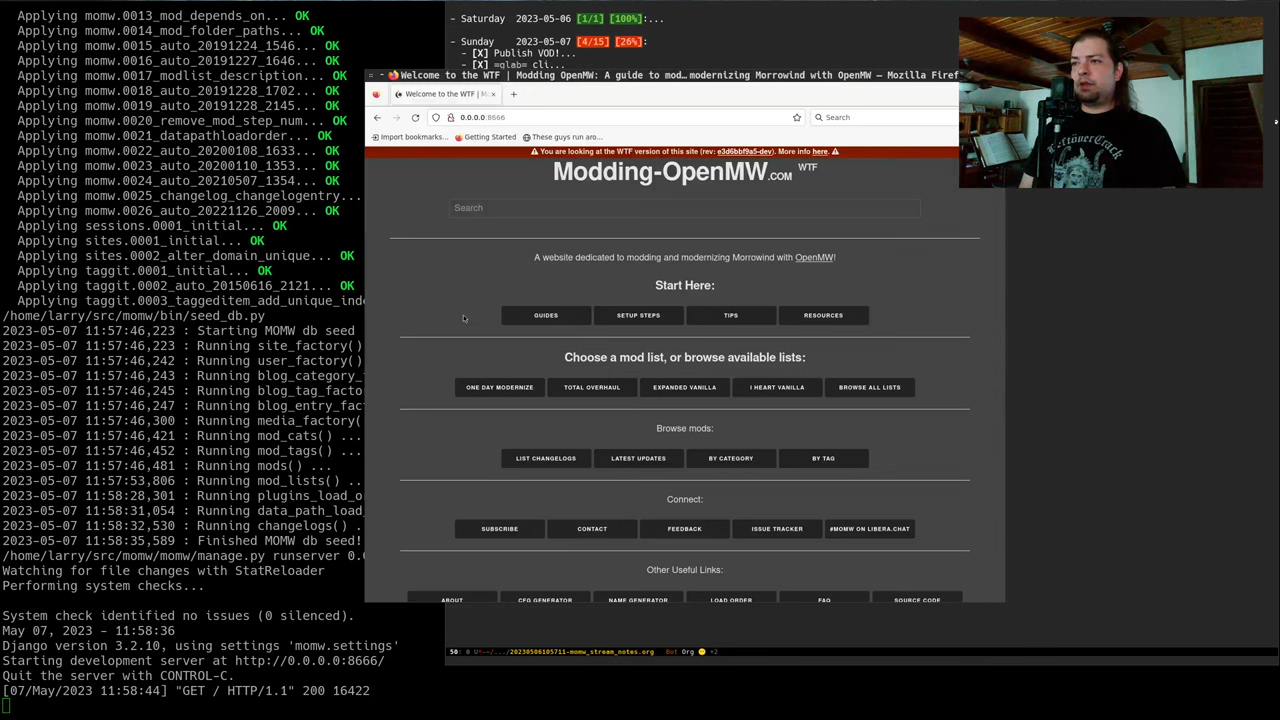 Applying momw.0013_mod_depends_on... OK
Applying momw.0014_mod_folder_paths... OK
Applying momw.0015_auto_20191224_1546... OK
Applying momw.0016_auto_20191227_1646... OK
Applying momw.0017_modlist_description... OK
Applying momw.0018_auto_20191228_1702... OK
Applying momw.0019_auto_20191228_2145... OK
Applying momw.0020_remove_mod_step_num... OK
Applying momw.0021_datapathloadorder... OK
Applying momw.0022_auto_20200108_1633... OK
Applying momw.0023_auto_20200110_1353... OK
Applying momw.0024_auto_20210507_1354... OK
Applying momw.0025_changelog_changelogentry... OK
Applying momw.0026_auto_20221126_2009... OK
Applying sessions.0001_initial... OK
Applying sites.0001_initial... OK
Applying sites.0002_alter_domain_unique... OK
Applying taggit.0001_initial... OK
Applying taggit.0002_auto_20150616_2121... OK
Applying taggit.0003_taggeditem_add_unique_inde
/home/larry/src/momw/bin/seed_db.py
2023-05-07 11:57:46,223 : Starting MOMW db seed
2023-05-07 11:57:46,223 : Running site_factory()
2023-05-07 11:57:46,242 : Running user_factory()
2023-05-07 11:57:46,243 : Running blog_category_
2023-05-07 11:57:46,245 : Running blog_tag_facto
2023-05-07 11:57:46,247 : Running blog_entry_fac
2023-05-07 11:57:46,300 : Running media_factory(
2023-05-07 11:57:46,421 : Running mod_cats() ...
2023-05-07 11:57:46,452 : Running mod_tags() ...
2023-05-07 11:57:46,481 : Running mods() ...
2023-05-07 11:57:53,806 : Running mod_lists() ...
2023-05-07 11:58:28,301 : Running plugins_load_o
2023-05-07 11:58:31,054 : Running data_path_load
2023-05-07 11:58:32,530 : Running changelogs() .
2023-05-07 11:58:35,589 : Finished MOMW db seed!
/home/larry/src/momw/momw/manage.py runserver 0.0
Watching for file changes with StatReloader
Performing system checks...
System check identified no issues (0 silenced).
May 07, 2023 - 11:58:36
Django version 3.2.10, using settings 'momw.settings'
Starting development server at http://0.0.0.0:8666/
Quit the server with CONTROL-C.
[07/May/2023 11:58:44] "GET / HTTP/1.1" 200 16422
- Saturday 2023-05-06 [1/1] [100%]:...
- Sunday 2023-05-07 [4/15] [26%]:
- [X] Publish VOD!...
- [X] =glab= cli...
Welcome to the WTF | Modding OpenMW: A guide to mod...modernizing Morrowind with OpenMW — Mozilla Firef
Welcome to the WTF | Mo
0.0.0.0:8666
Search
Import bookmarks...
Getting Started
These guys run aro...
You are looking at the WTF version of this site (rev: e3d6bbf9a5-dev). More info here.
Modding-OpenMW.COM WTF
Search
A website dedicated to modding and modernizing Morrowind with OpenMW!
Start Here:
GUIDES SETUP STEPS TIPS RESOURCES
Choose a mod list, or browse available lists:
ONE DAY MODERNIZE TOTAL OVERHAUL EXPANDED VANILLA I HEART VANILLA BROWSE ALL LISTS
Browse mods:
LIST CHANGELOGS LATEST UPDATES BY CATEGORY BY TAG
Connect:
SUBSCRIBE CONTACT FEEDBACK ISSUE TRACKER #MOMW ON LIBERA.CHAT
Other Useful Links:
ABOUT CFG GENERATOR NAME GENERATOR LOAD ORDER FAQ SOURCE CODE
50: 0 20230506105711-momw_stream_notes.org Bot Org +2